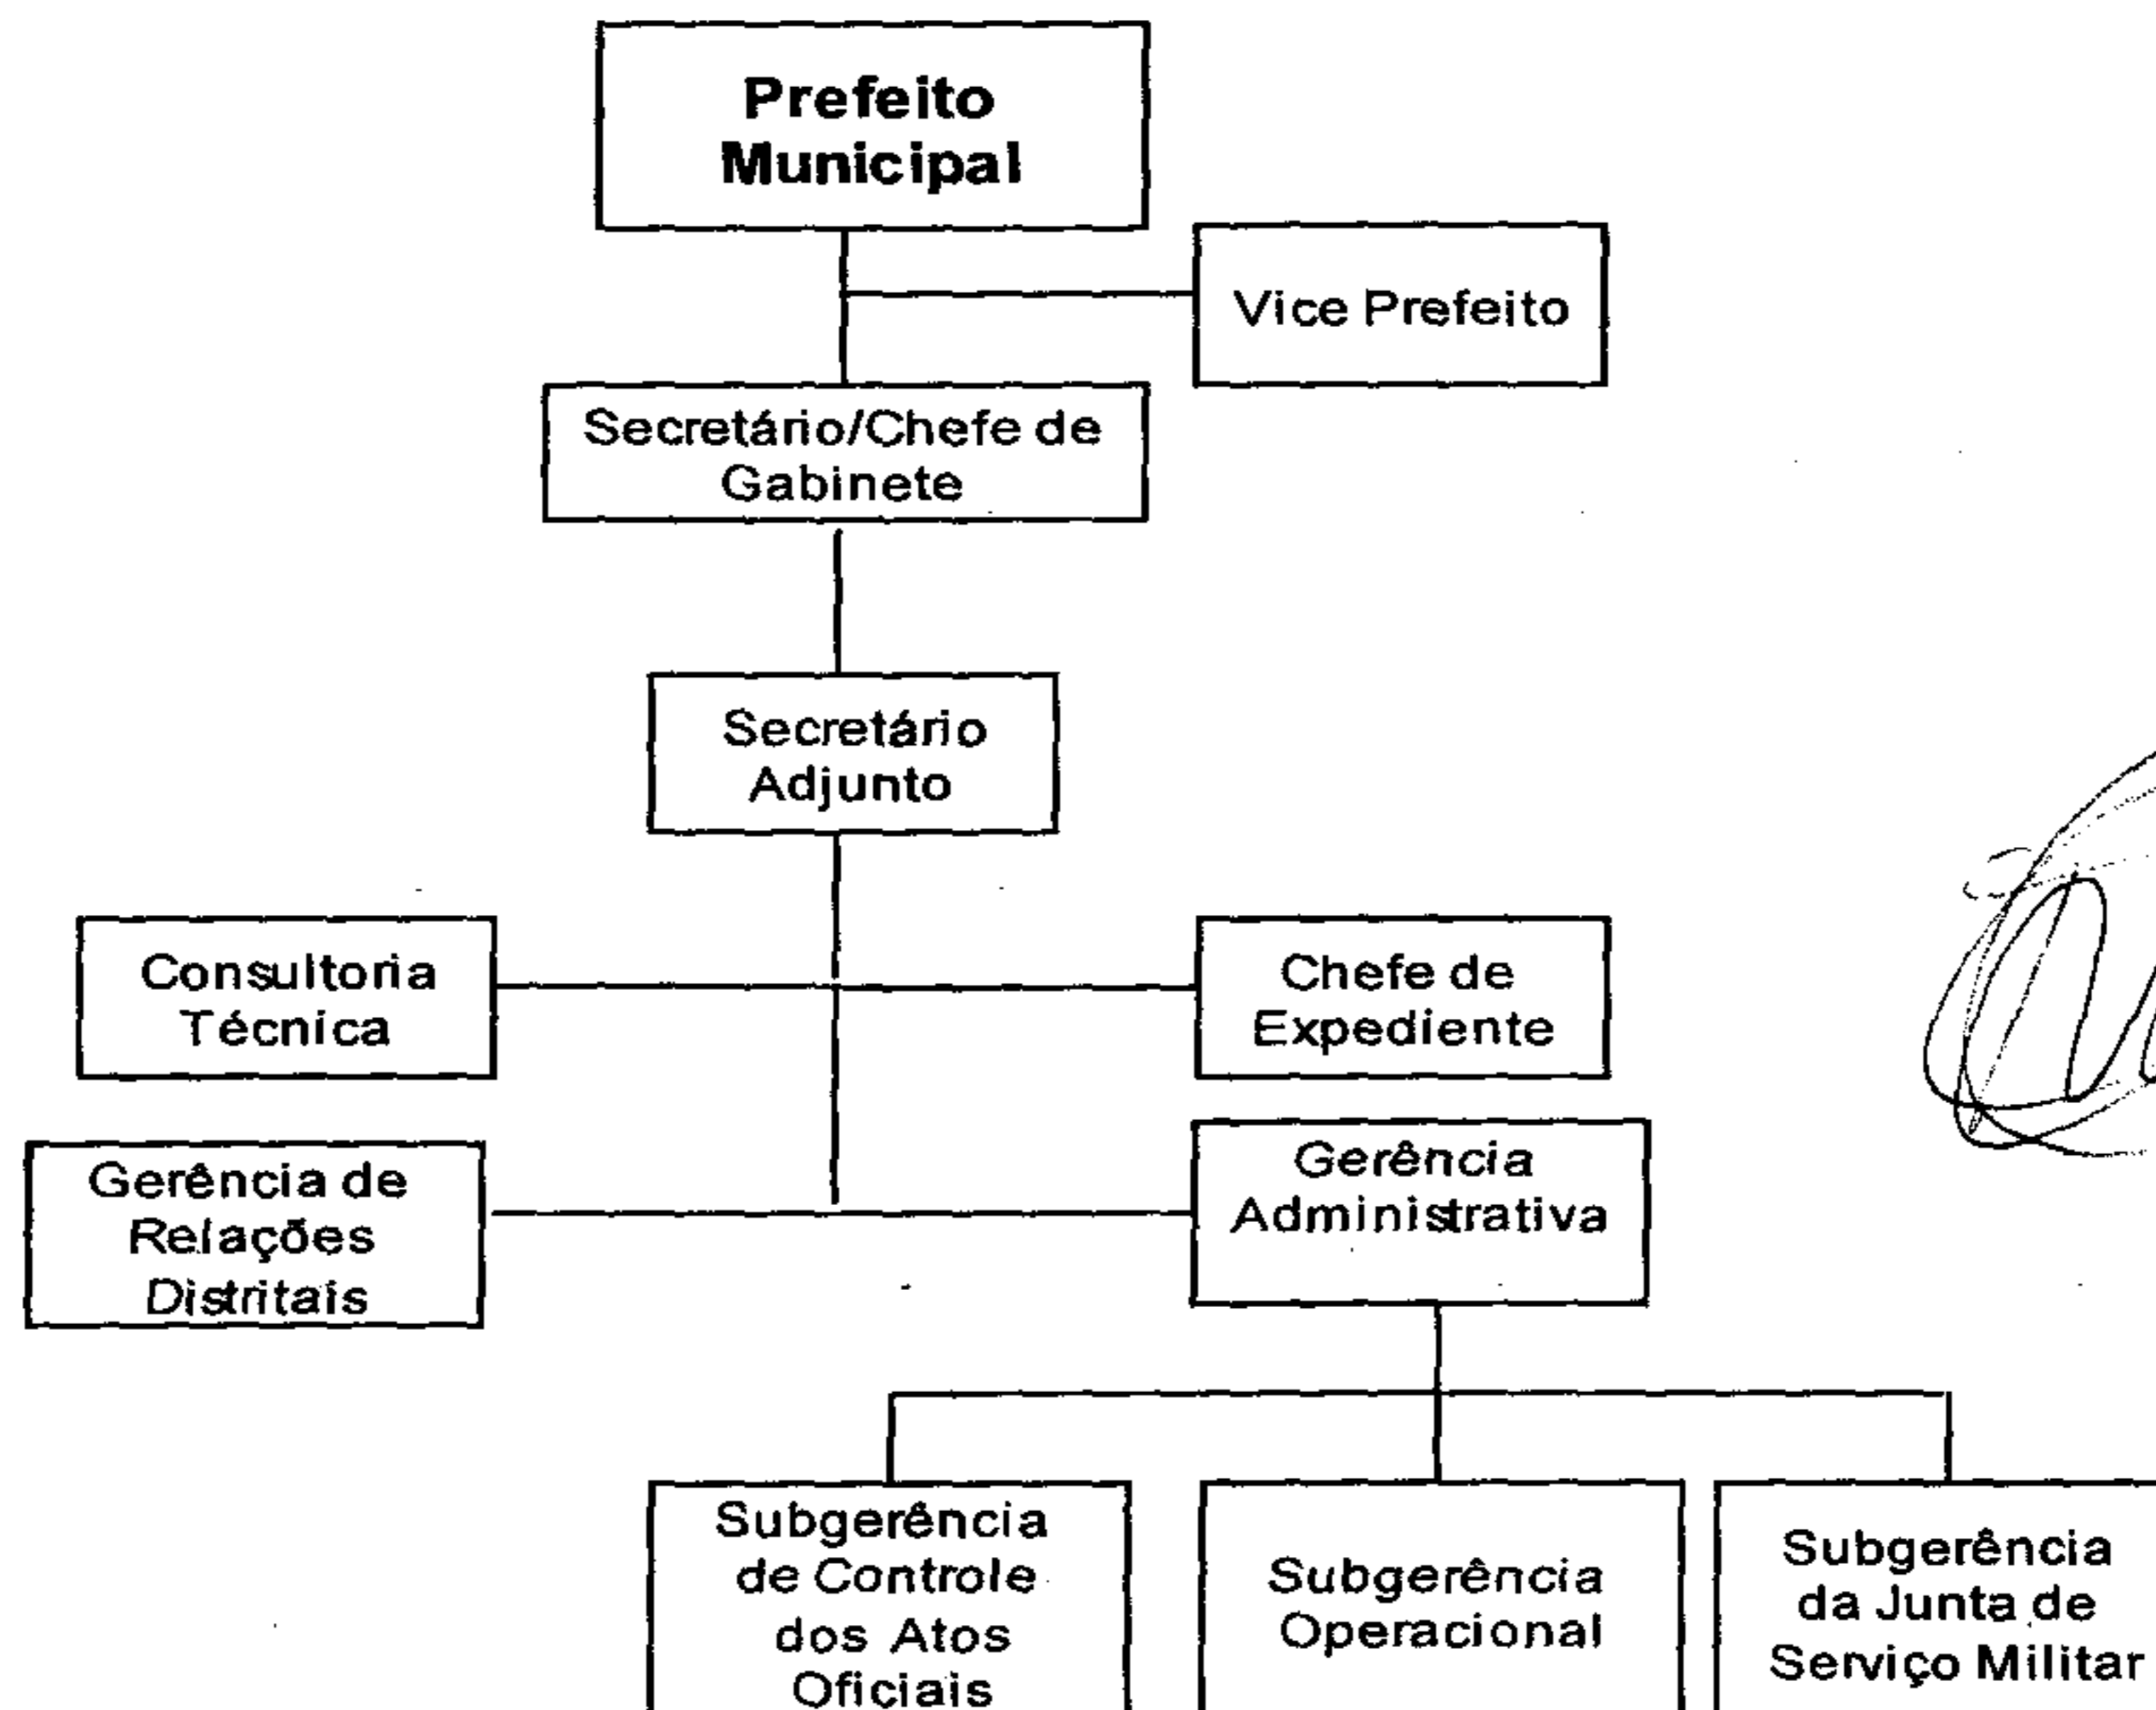 Prefeito
Municipal
Vice Prefeito
Secretário/Chefe de
Gabinete
Secretário
Adjunto
Consultoria
Técnica
Chefe de
Expediente
Gerência de
Relações
Distritais
Gerência
Administrativa
Subgerência
de Controle
dos Atos
Oficiais
Subgerência
Operacional
Subgerência
da Junta de
Serviço Militar